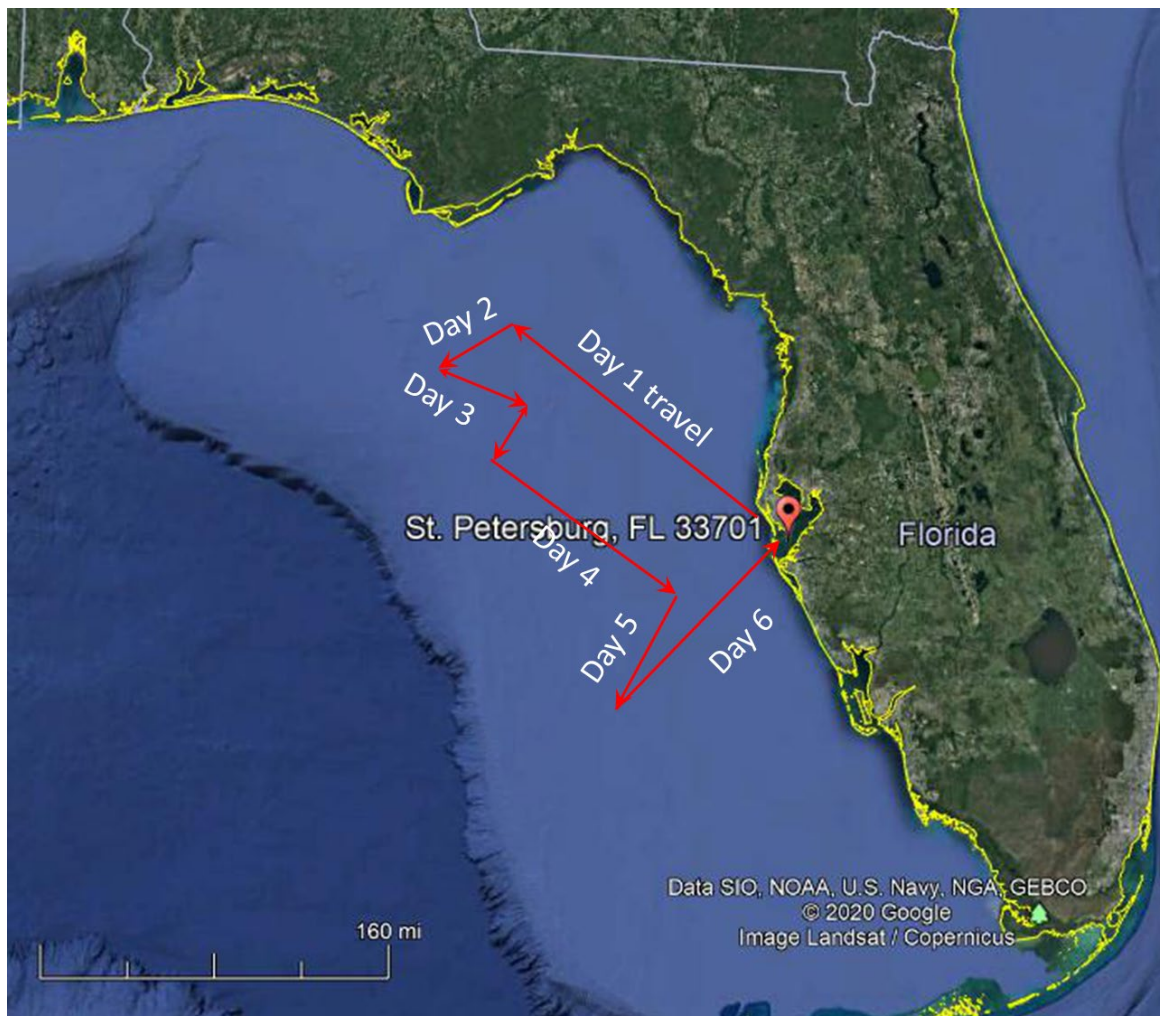 Day 2
Day 1 travel
Day 3
St. Petersburg, FL 33701
Florida
Day 4
Day 5
Day 6
Data SIO, NOAA, U.S. Navy, NGA, GEBCO
© 2020 Google
Image Landsat / Copernicus
160 mi